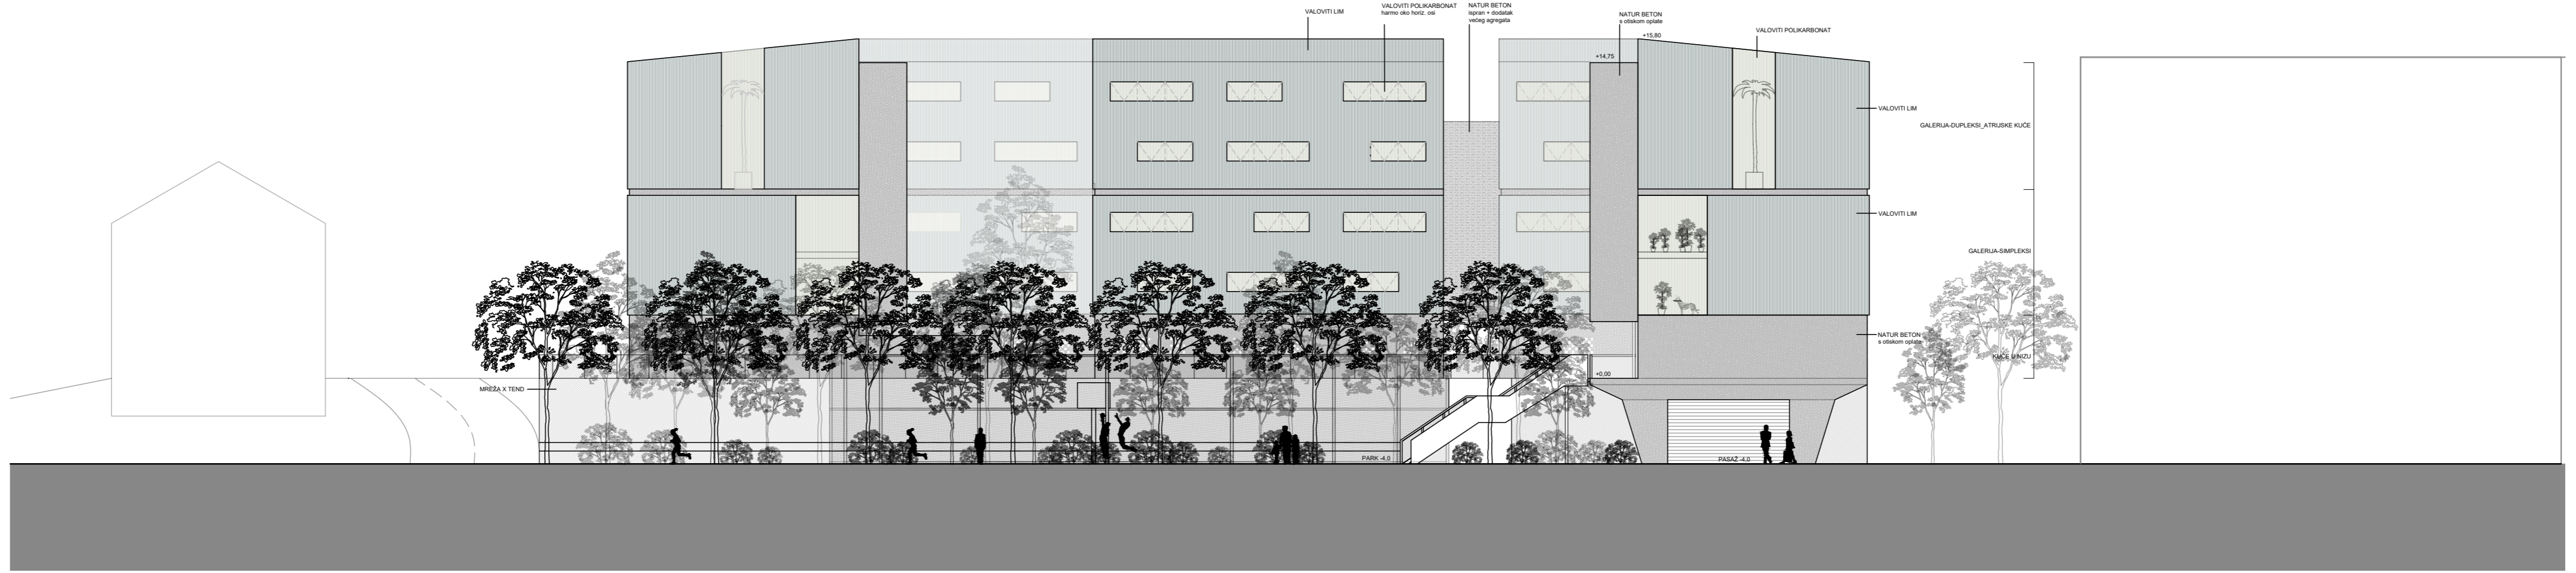 VALOVITI LIM
VALOVITI POLIKARBONAT
harmo oko horiz. osi
NATUR BETON
ispran + dodatak
većeg agregata
NATUR BETON
s otiskom oplate
VALOVITI POLIKARBONAT
+15,80
+14,75
VALOVITI LIM
GALERIJA-DUPLEKSI_ATRIJSKE KUĆE
VALOVITI LIM
GALERIJA-SIMPLEKSI
NATUR BETON
s otiskom oplate
KUĆE U NIZU
+0,00
MREŽA X TEND
PARK -4,0
PASAŽ -4,0